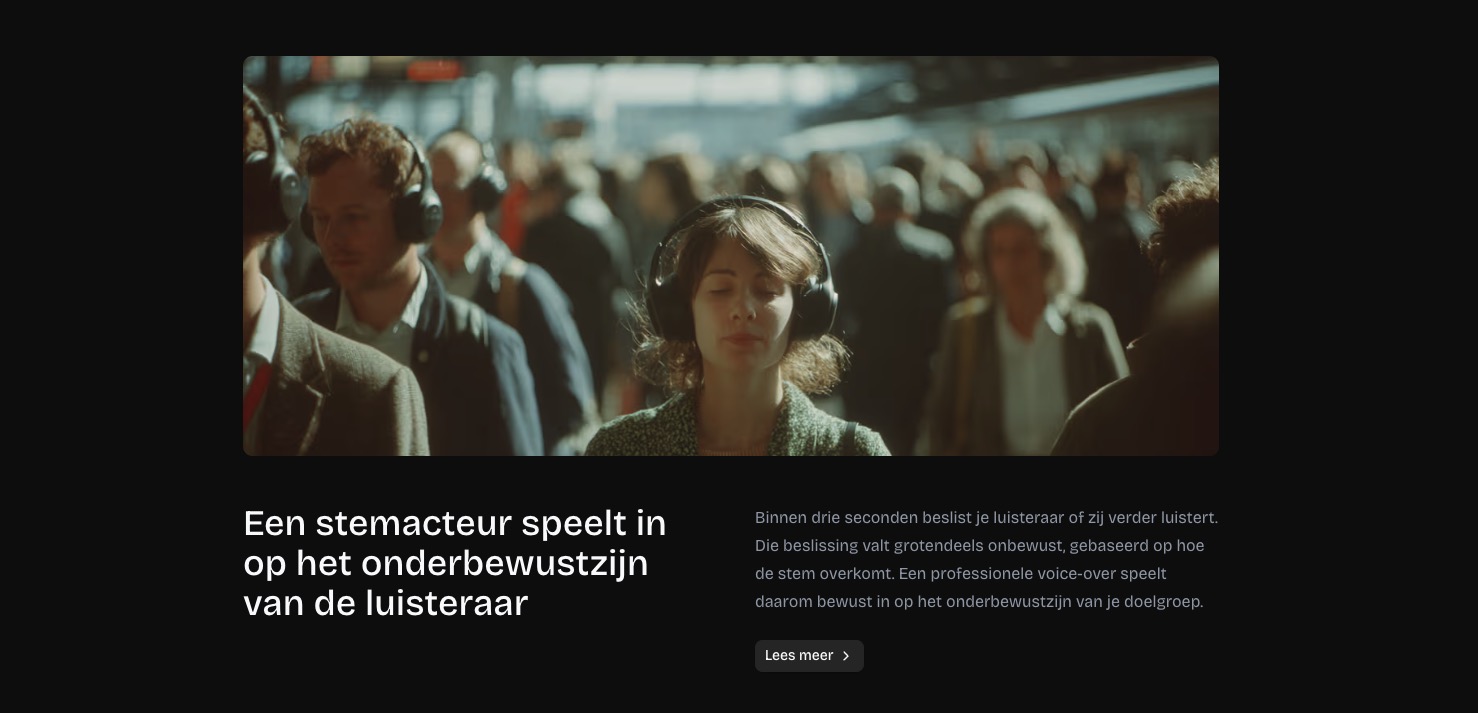 Een stemacteur speelt in
op het onderbewustzijn
van de luisteraar
Binnen drie seconden beslist je luisteraar of zij verder luistert.
Die beslissing valt grotendeels onbewust, gebaseerd op hoe
de stem overkomt. Een professionele voice-over speelt
daarom bewust in op het onderbewustzijn van je doelgroep.
Lees meer